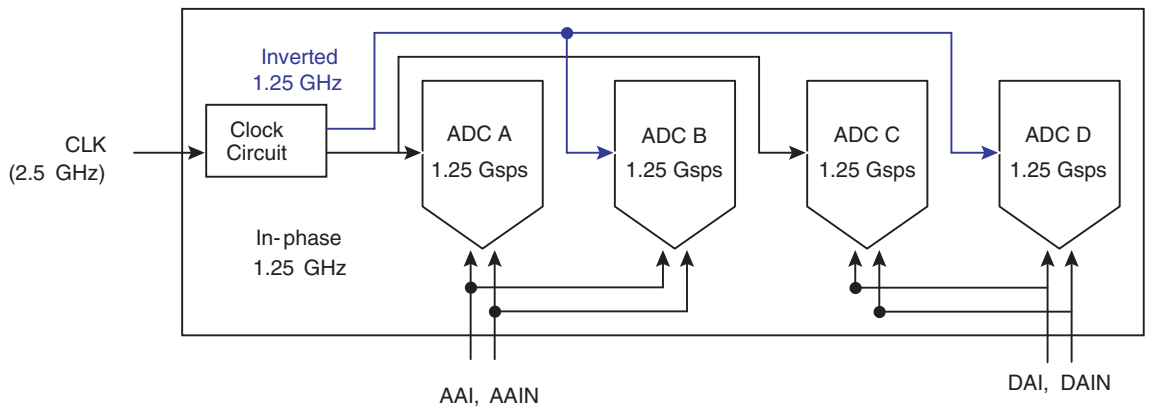 Inverted
1.25 GHz
CLK
(2.5 GHz)
Clock
Circuit
ADC A
1.25 Gsps
ADC B
1.25 Gsps
ADC C
1.25 Gsps
ADC D
1.25 Gsps
In-phase
1.25 GHz
AAI, AAIN
DAI, DAIN